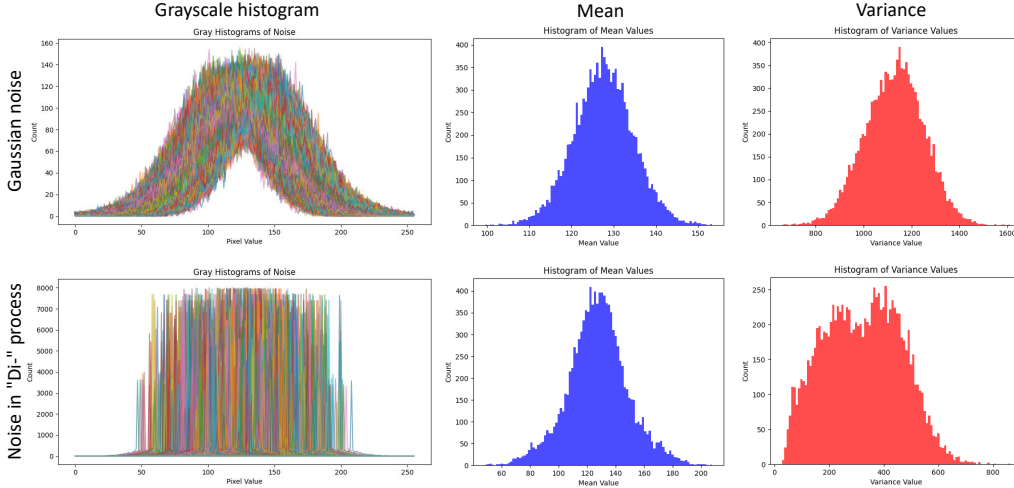 Grayscale histogram
Mean
Variance
Gaussian noise
Gray Histograms of Noise
160
140
120
100
80
60
40
20
0
Count
0 50 100 150 200 250
Pixel Value
Histogram of Mean Values
400
350
300
250
200
150
100
50
0
Count
100 110 120 130 140 150
Mean Value
Histogram of Variance Values
400
350
300
250
200
150
100
50
0
Count
800 1000 1200 1400 1600
Variance Value
Noise in "Di-" process
Gray Histograms of Noise
8000
7000
6000
5000
4000
3000
2000
1000
0
Count
0 50 100 150 200 250
Pixel Value
Histogram of Mean Values
400
350
300
250
200
150
100
50
0
Count
60 80 100 120 140 160 180 200
Mean Value
Histogram of Variance Values
250
200
150
100
50
0
Count
0 200 400 600 800
Variance Value